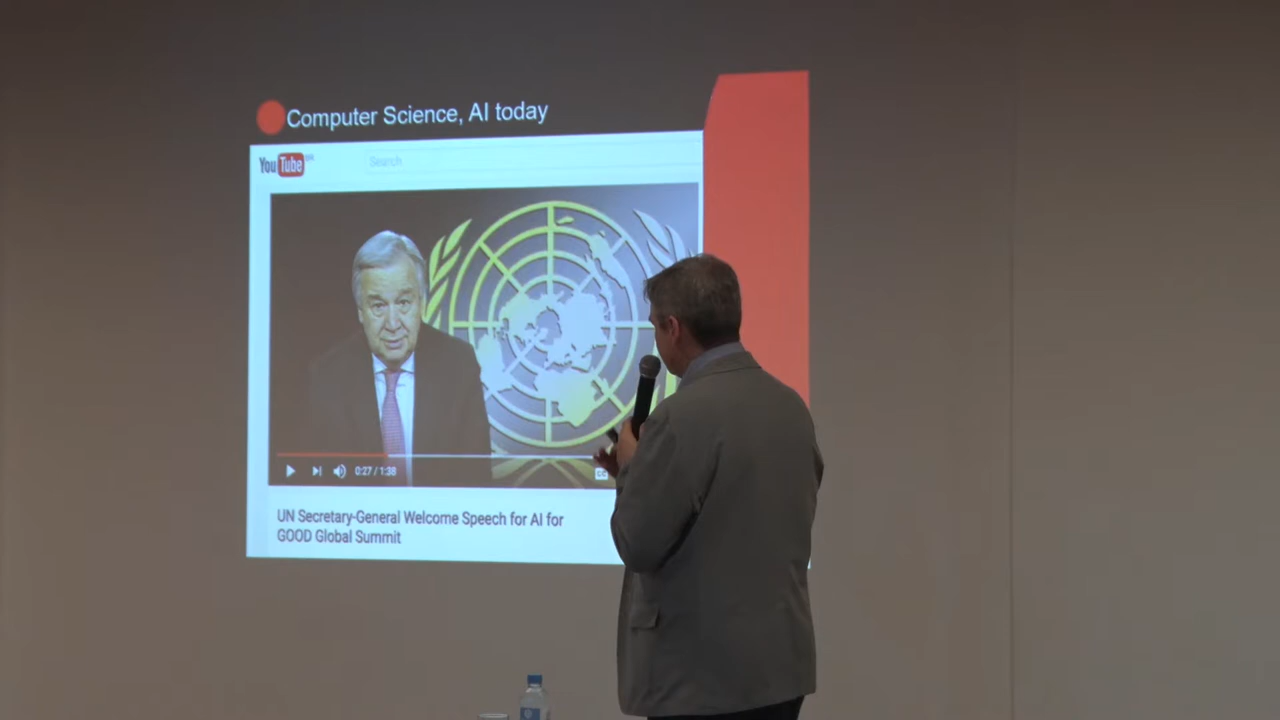 Computer Science, AI today
YouTube
Search
0:27 / 1:38
CC
UN Secretary-General Welcome Speech for AI for
GOOD Global Summit